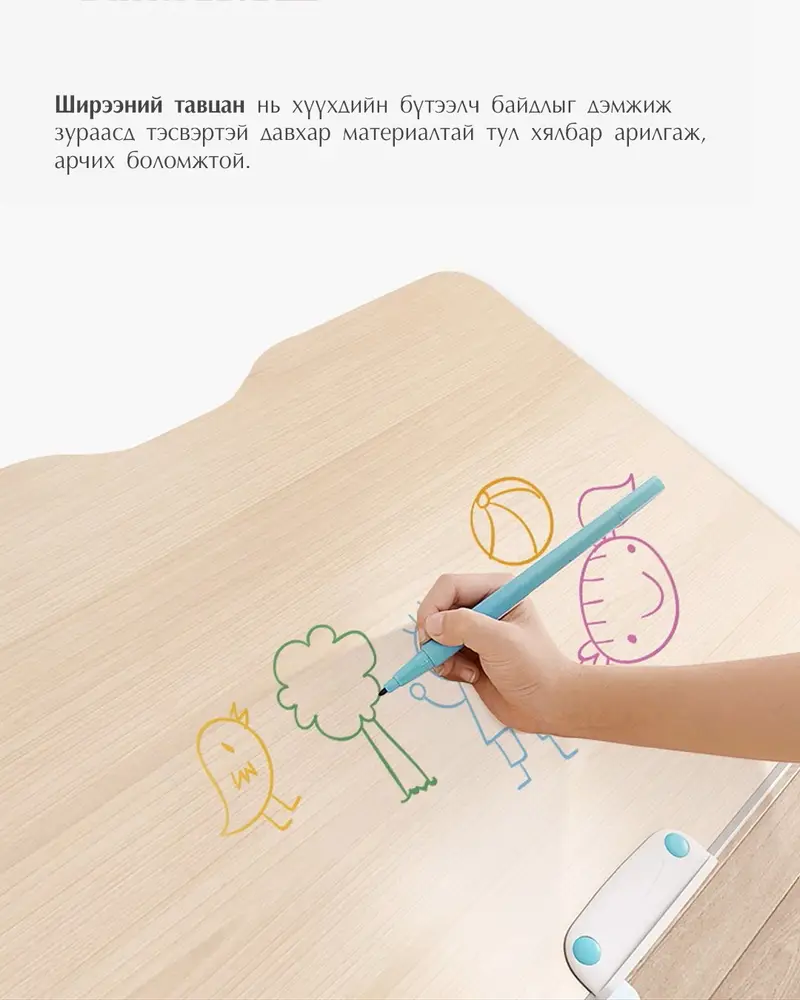 Ширээний тавцан нь хүүхдийн бүтээлч байдлыг дэмжиж
зураасд тэсвэртэй давхар материалтай тул хялбар арилгаж,
арчих боломжтой.